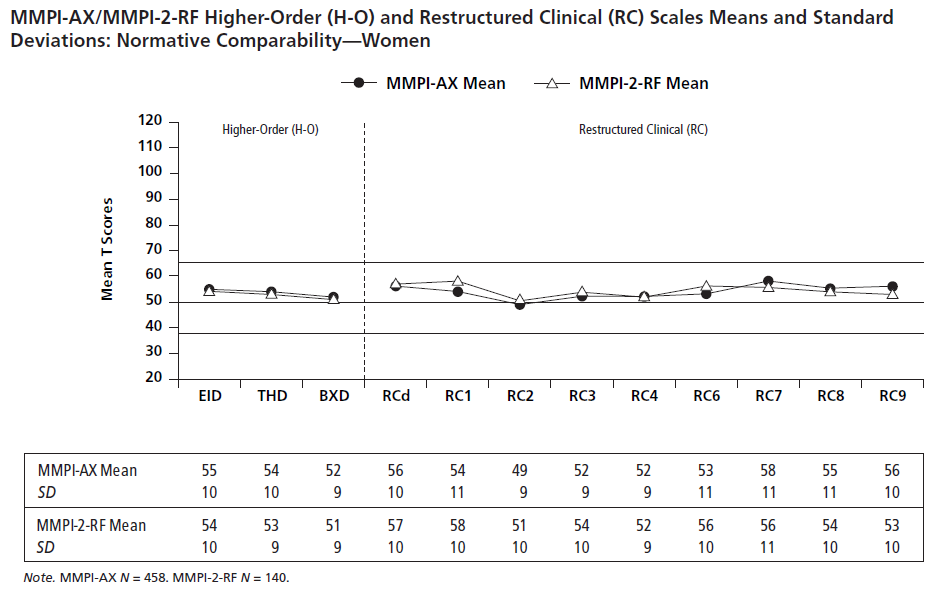 MMPI-AX/MMPI-2-RF Higher-Order (H-O) and Restructured Clinical (RC) Scales Means and Standard
Deviations: Normative Comparability—Women
MMPI-AX Mean MMPI-2-RF Mean
Higher-Order (H-O) Restructured Clinical (RC)
Mean T Scores
120
110
100
90
80
70
60
50
40
30
20
EID THD BXD RCd RC1 RC2 RC3 RC4 RC6 RC7 RC8 RC9
MMPI-AX Mean 55 54 52 56 54 49 52 52 53 58 55 56
SD 10 10 9 10 11 9 9 9 11 11 11 10
MMPI-2-RF Mean 54 53 51 57 58 51 54 52 56 56 54 53
SD 10 9 9 10 10 10 10 9 10 11 10 10
Note. MMPI-AX N = 458. MMPI-2-RF N = 140.